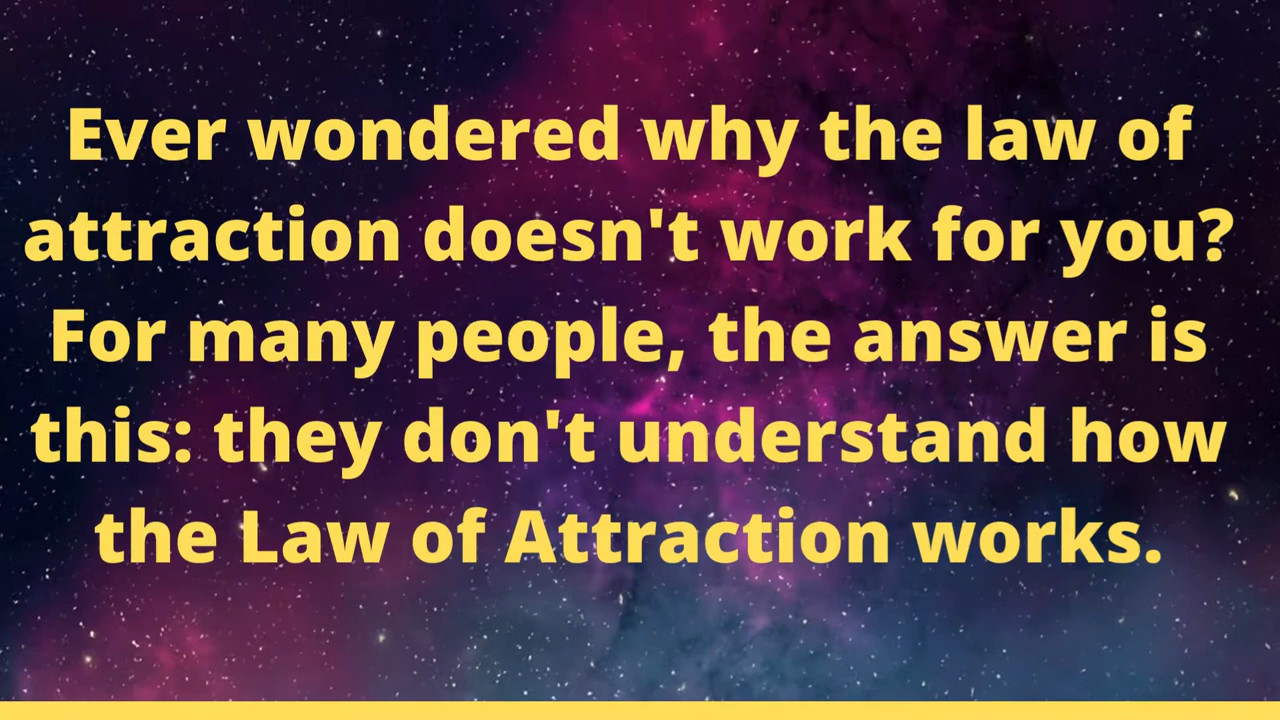 Ever wondered why the law of
attraction doesn't work for you?
For many people, the answer is
this: they don't understand how
the Law of Attraction works.